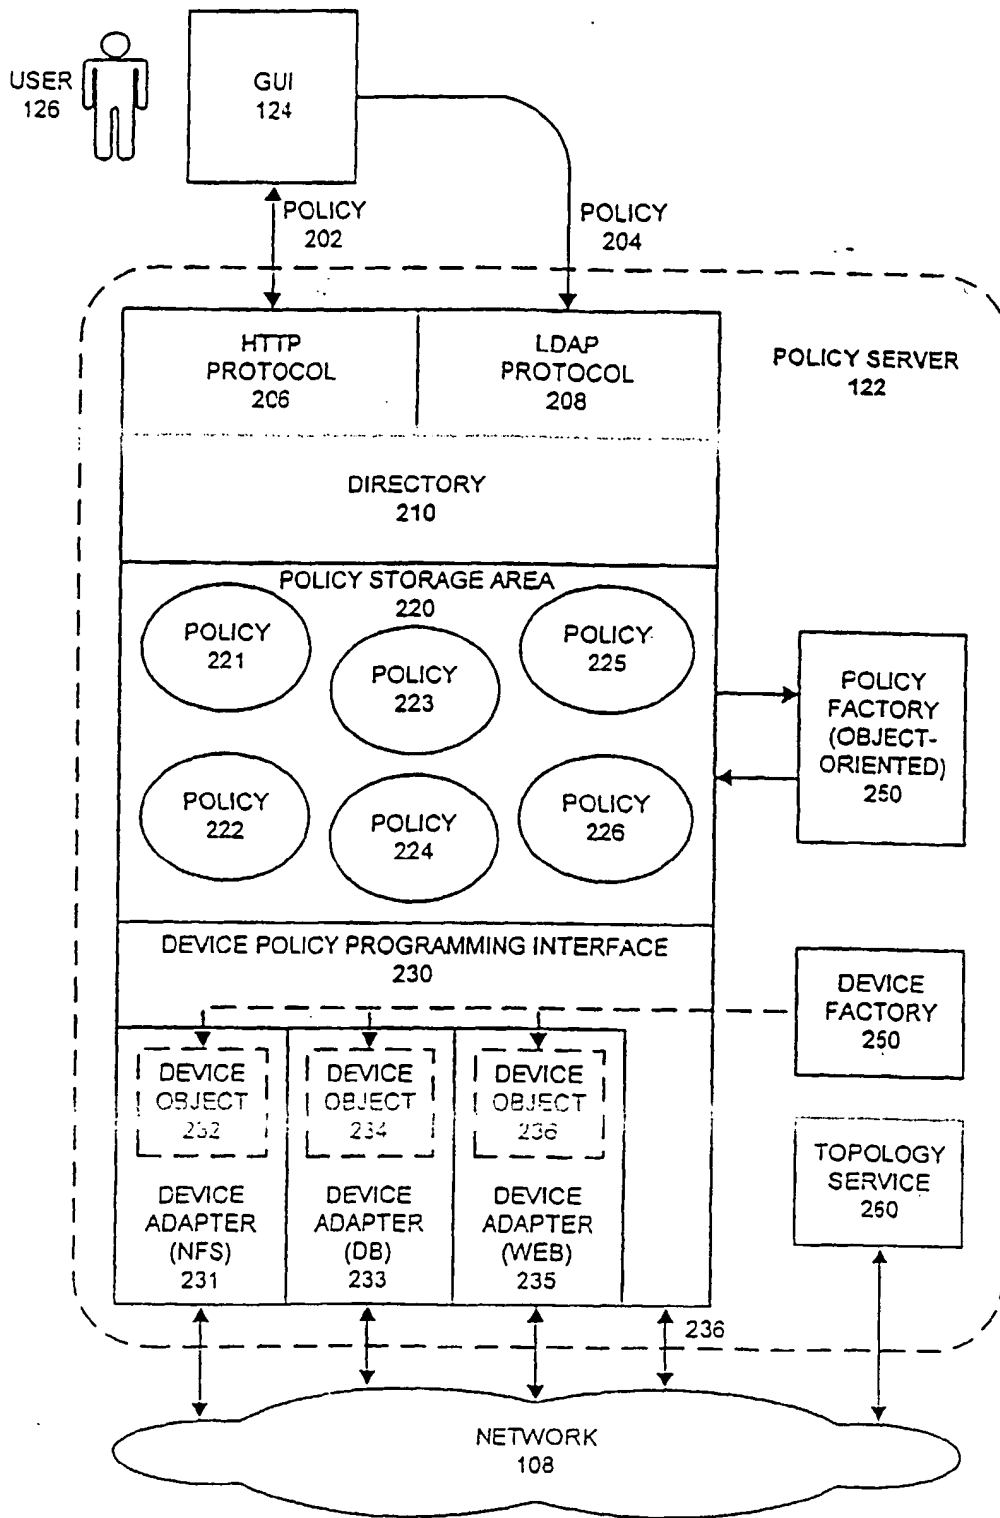 USER
126
GUI
124
POLICY
202
POLICY
204
HTTP
PROTOCOL
206
LDAP
PROTOCOL
208
POLICY SERVER
122
DIRECTORY
210
POLICY STORAGE AREA
220
POLICY
221
POLICY
223
POLICY
225
POLICY
222
POLICY
224
POLICY
226
POLICY
FACTORY
(OBJECT-
ORIENTED)
250
DEVICE POLICY PROGRAMMING INTERFACE
230
DEVICE
FACTORY
250
DEVICE
OBJECT
232
DEVICE
OBJECT
234
DEVICE
OBJECT
236
DEVICE
ADAPTER
(NFS)
231
DEVICE
ADAPTER
(DB)
233
DEVICE
ADAPTER
(WEB)
235
TOPOLOGY
SERVICE
260
236
NETWORK
108